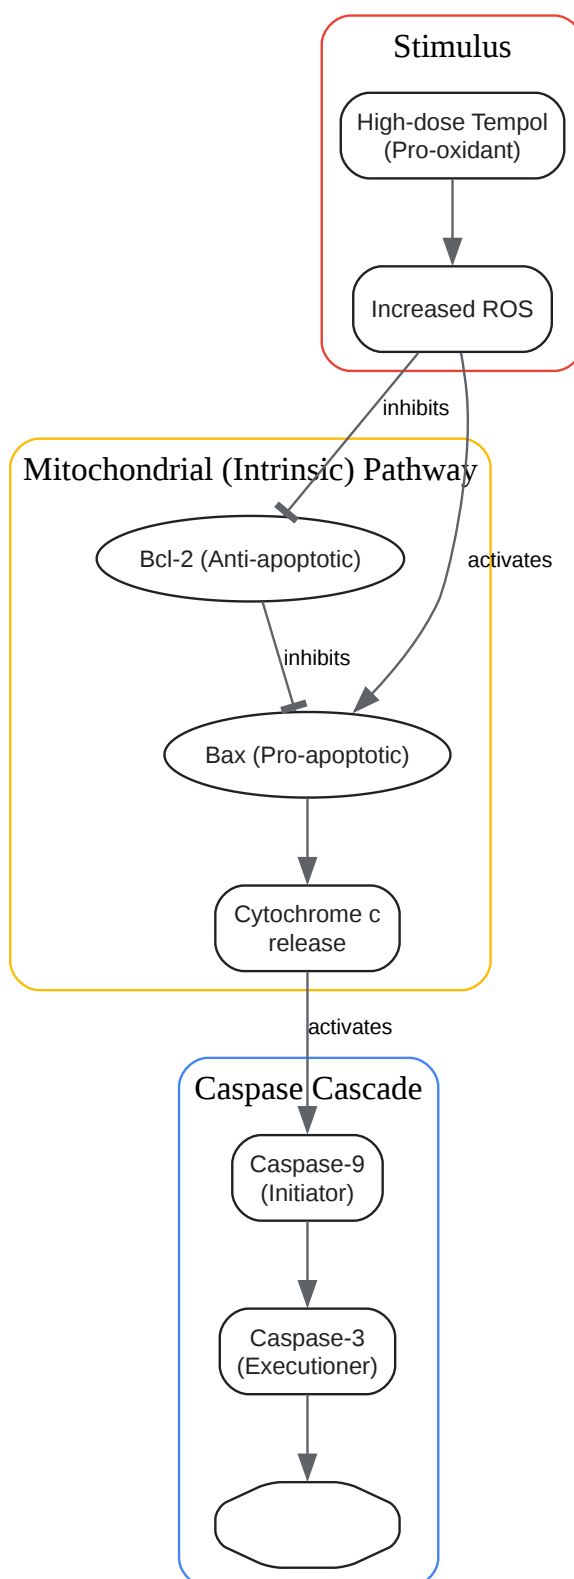 Stimulus
High-dose Tempol
(Pro-oxidant)
Increased ROS
inhibits
Mitochondrial (Intrinsic) Pathway
Bcl-2 (Anti-apoptotic)
activates
inhibits
Bax (Pro-apoptotic)
Cytochrome c
release
activates
Caspase Cascade
Caspase-9
(Initiator)
Caspase-3
(Executioner)